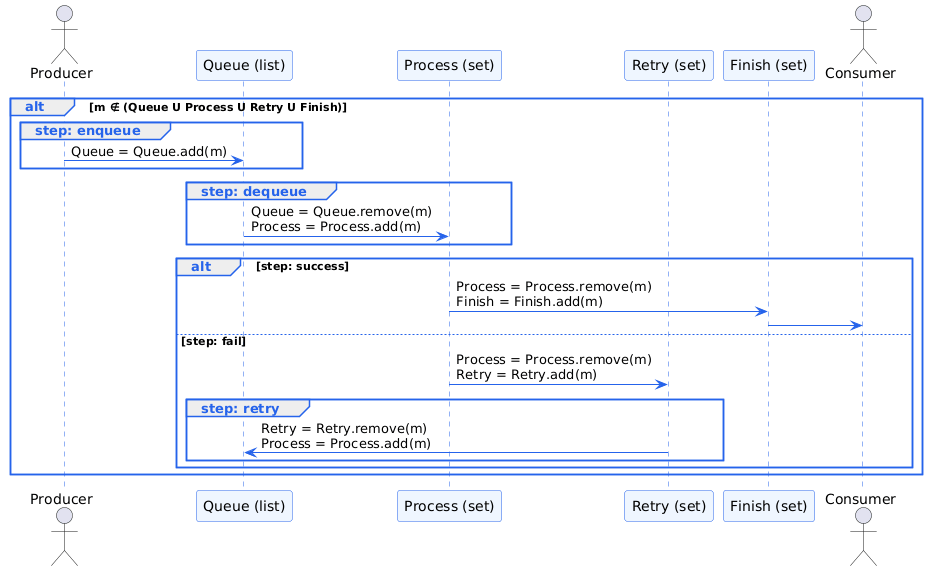 Producer
Queue (list)
Process (set)
Retry (set)
Finish (set)
Consumer
alt
[m ∉ (Queue U Process U Retry U Finish)]
step: enqueue
Queue = Queue.add(m)
step: dequeue
Queue = Queue.remove(m)
Process = Process.add(m)
alt
[step: success]
Process = Process.remove(m)
Finish = Finish.add(m)
[step: fail]
Process = Process.remove(m)
Retry = Retry.add(m)
step: retry
Retry = Retry.remove(m)
Process = Process.add(m)
Producer
Queue (list)
Process (set)
Retry (set)
Finish (set)
Consumer